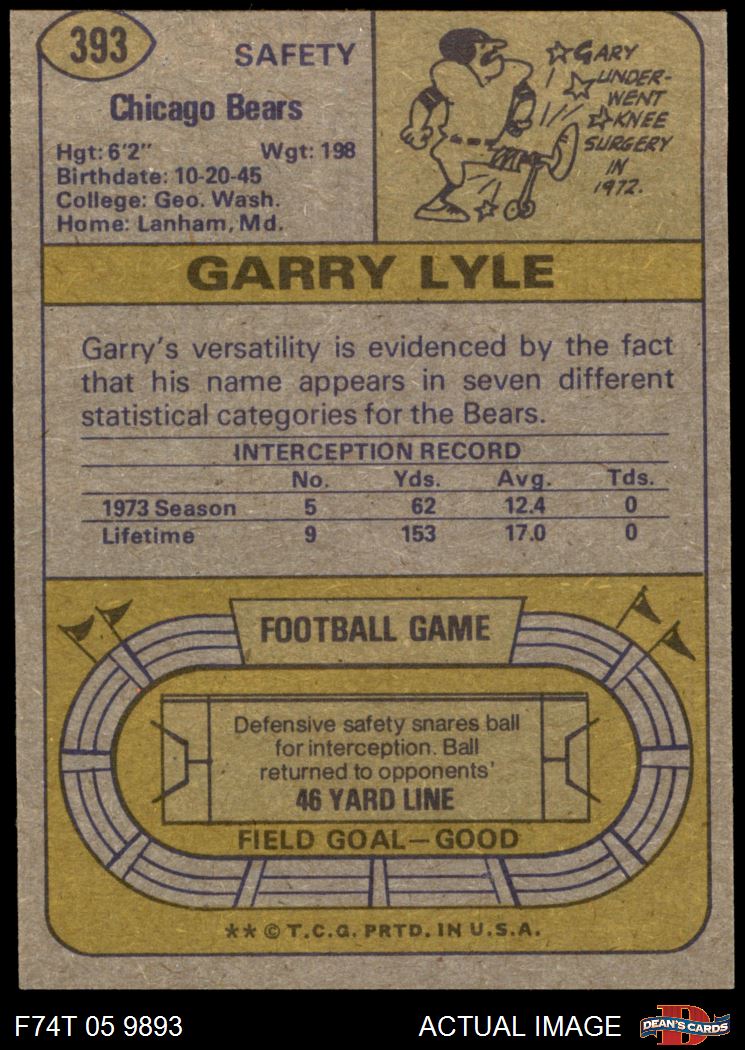 393
SAFETY
Chicago Bears
Hgt: 6'2" Wgt: 198
Birthdate: 10-20-45
College: Geo. Wash.
Home: Lanham, Md.
GARY
UNDER-
WENT
KNEE
SURGERY
IN
1972.
GARRY LYLE
Garry's versatility is evidenced by the fact
that his name appears in seven different
statistical categories for the Bears.
INTERCEPTION RECORD
No. Yds. Avg. Tds.
1973 Season 5 62 12.4 0
Lifetime 9 153 17.0 0
FOOTBALL GAME
Defensive safety snares ball
for interception. Ball
returned to opponents'
46 YARD LINE
FIELD GOAL—GOOD
** © T.C.G. PRTD. IN U.S.A.
F74T 05 9893 ACTUAL IMAGE
D
DEAN'S CARDS